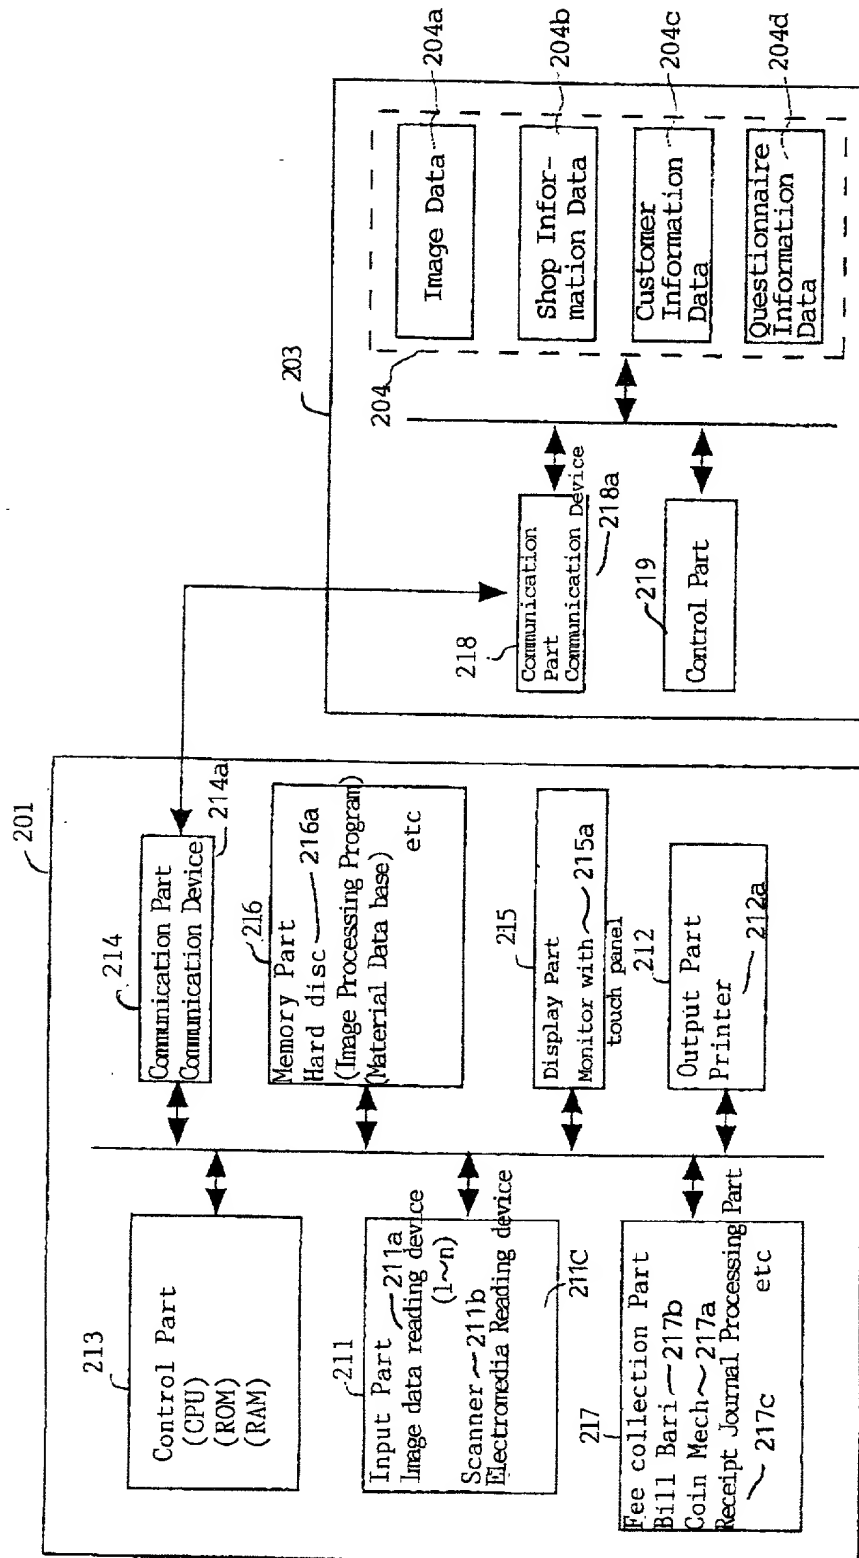 201
213
Control Part
(CPU)
(ROM)
(RAM)
211
Input Part 211a
Image data reading device
(1~n)
Scanner 211b
Electromedia Reading device
211C
217
Fee collection Part
Bill Bari 217b
Coin Mech 217a
Receipt Journal Processing Part
217c etc
214
Communication Part
Communication Device
214a
216
Memory Part
Hard disc 216a
(Image Processing Program)
(Material Data base)
etc
215
Display Part
Monitor with 215a
touch panel
212
Output Part
Printer
212a
203
218
Communication
Part
Communication Device
218a
219
Control Part
204
Image Data
204a
Shop Infor-
mation Data
204b
Customer
Information
Data
204c
Questionnaire
Information
Data
204d